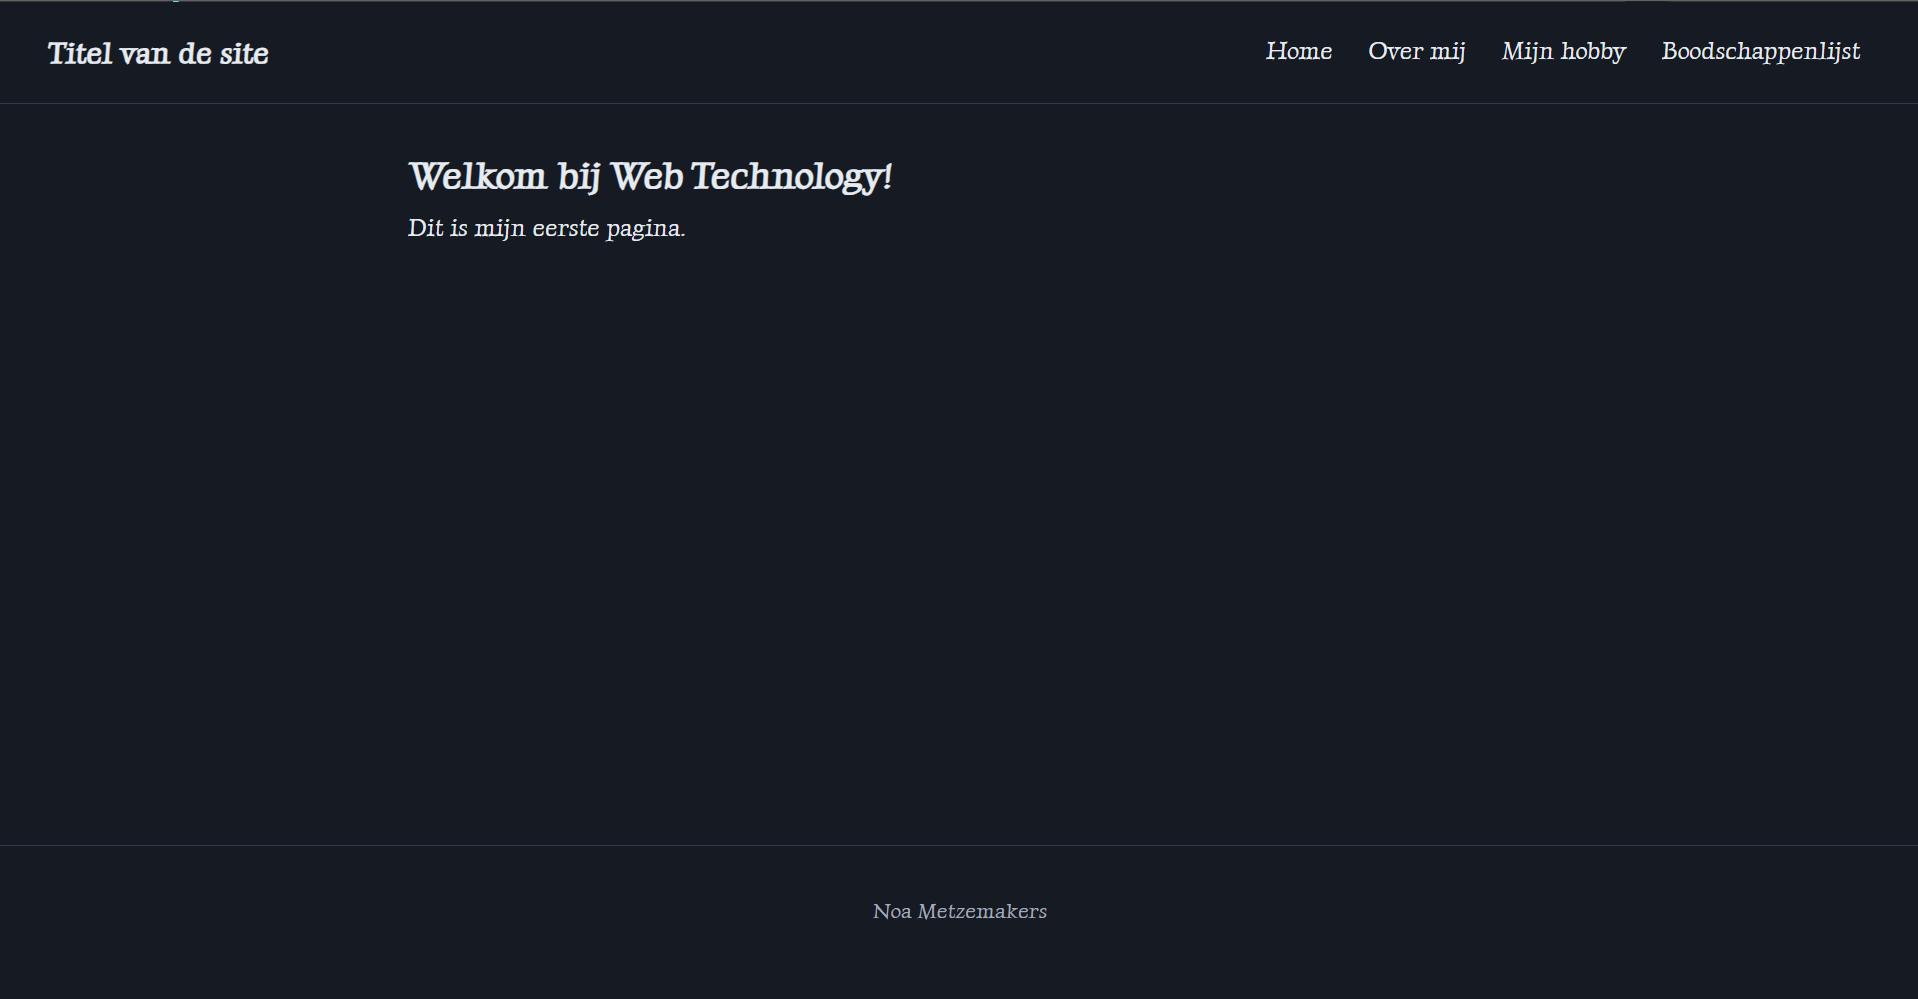 Titel van de site
Home Over mij Mijn hobby Boodschappenlijst
Welkom bij Web Technology!
Dit is mijn eerste pagina.
Noa Metzemakers